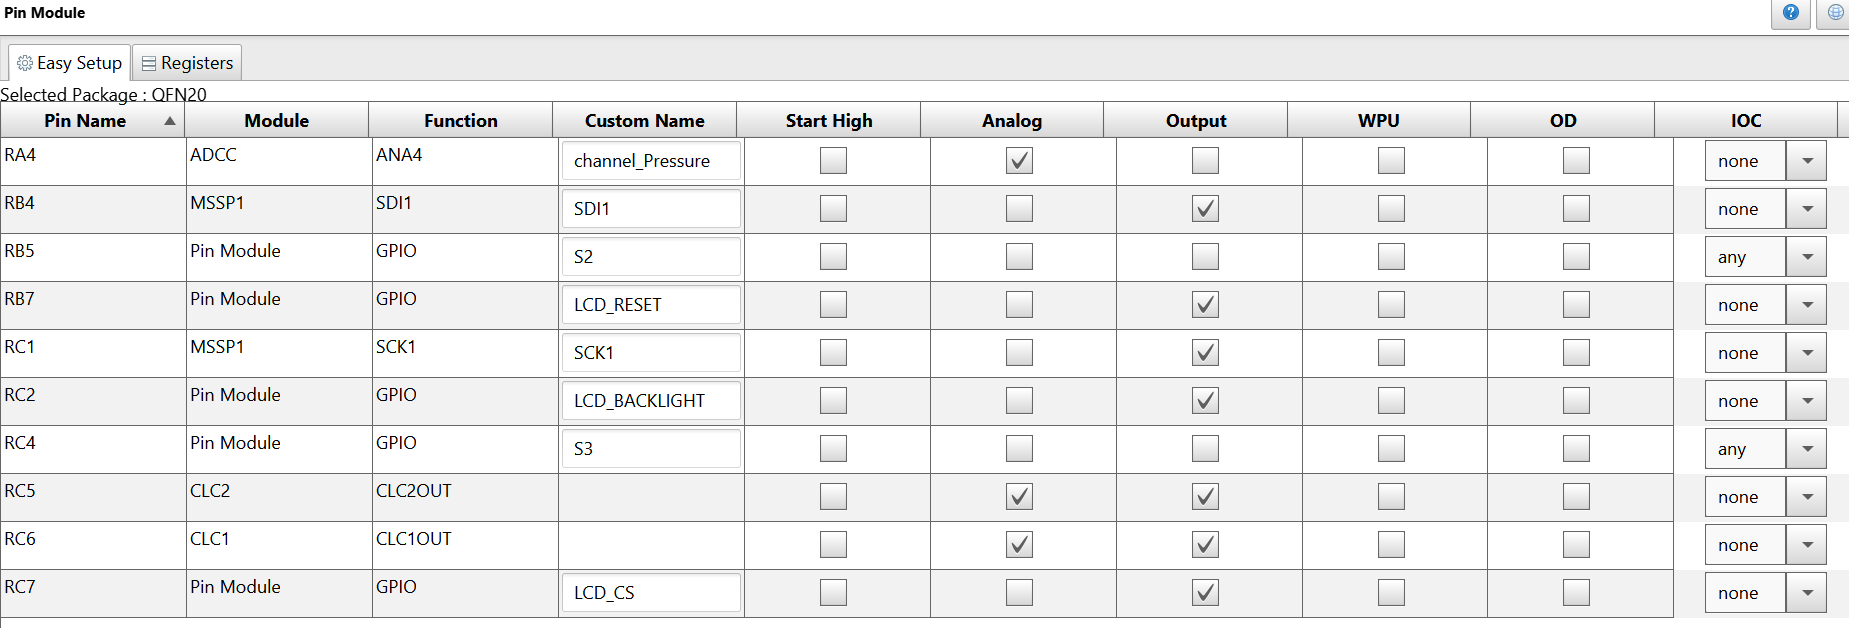 Pin Module
Easy Setup Registers
Selected Package : QFN20
Pin Name Module Function Custom Name Start High Analog Output WPU OD IOC
RA4 ADCC ANA4 channel_Pressure none
RB4 MSSP1 SDI1 SDI1 none
RB5 Pin Module GPIO S2 any
RB7 Pin Module GPIO LCD_RESET none
RC1 MSSP1 SCK1 SCK1 none
RC2 Pin Module GPIO LCD_BACKLIGHT none
RC4 Pin Module GPIO S3 any
RC5 CLC2 CLC2OUT none
RC6 CLC1 CLC1OUT none
RC7 Pin Module GPIO LCD_CS none